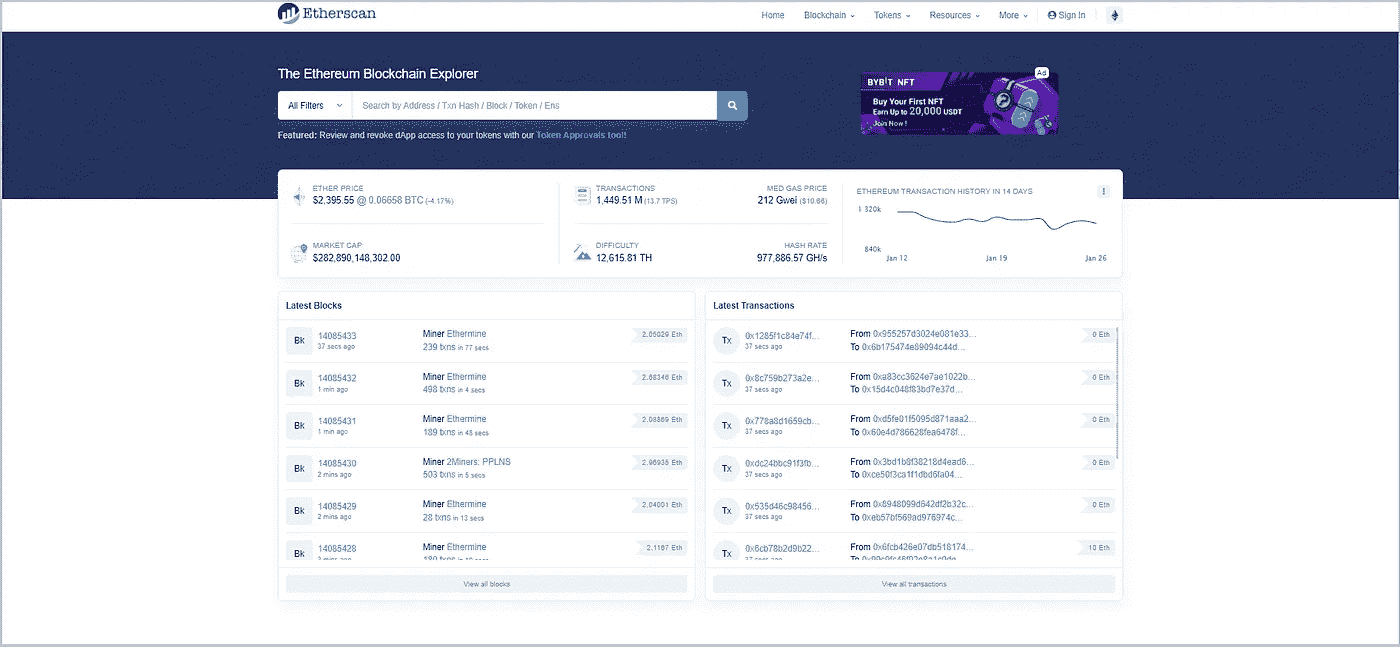 Etherscan
Home Blockchain Tokens Resources More Sign In
The Ethereum Blockchain Explorer
All Filters Search by Address / Txn Hash / Block / Token / Ens
Featured: Review and revoke dApp access to your tokens with our Token Approvals tool!
Ad
BYBIT NFT
Buy Your First NFT
Earn Up to 20,000 USDT
Join Now!
ETHER PRICE
$2,395.55 @ 0.06658 BTC (-4.17%)
MARKET CAP
$282,890,148,302.00
TRANSACTIONS
1,449.51 M (13.7 TPS)
MED GAS PRICE
212 Gwei ($10.66)
DIFFICULTY
12,615.81 TH
HASH RATE
977,886.57 GH/s
ETHEREUM TRANSACTION HISTORY IN 14 DAYS
1 320k
840k
Jan 12 Jan 19 Jan 26
Latest Blocks
Bk 14085433 Miner Ethermine 2.05029 Eth
37 secs ago 239 txns in 77 secs
Bk 14085432 Miner Ethermine 2.68346 Eth
1 min ago 498 txns in 4 secs
Bk 14085431 Miner Ethermine
1 min ago 189 txns in 48 secs
Bk 14085430 Miner 2Miners: PPLNS 2.96935 Eth
2 mins ago 503 txns in 5 secs
Bk 14085429 Miner Ethermine 2.04001 Eth
2 mins ago 28 txns in 13 secs
Bk 14085428 Miner Ethermine 2.1167 Eth
View all blocks
Latest Transactions
Tx 0x1285f1c84e74f... From 0x955257d3024e081e33... 0 Eth
37 secs ago To 0x6b175474e89094c44d...
Tx 0x8c759b273a2e... From 0xa83cc3624e7ae1022b... 0 Eth
37 secs ago To 0x15d4c048f83bd7e37d...
Tx 0x778a8d1659cb... From 0xd5fe01f5095d871aaa2... 0 Eth
37 secs ago To 0x60e4d786628fea6478f...
Tx 0xdc24bbc91f3fb... From 0x3bd1b8f38218d4ead6... 0 Eth
37 secs ago To 0xce50f3ca1f1dbd6fa04...
Tx 0x535d46c98456... From 0x8948099d642df2b32c... 0 Eth
37 secs ago To 0xeb57bf569ad976974c...
Tx 0x6cb78b2d9b22... From 0x6fcb426e07db518174... 10 Eth
View all transactions